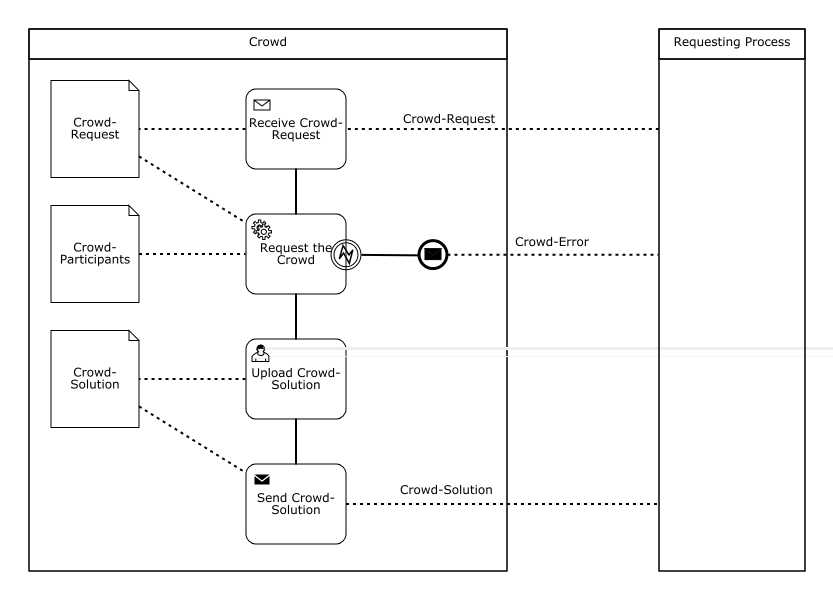 Crowd
Requesting Process
Crowd-
Request
Receive Crowd-
Request
Crowd-Request
Crowd-
Participants
Request the
Crowd
Crowd-Error
Crowd-
Solution
Upload Crowd-
Solution
Send Crowd-
Solution
Crowd-Solution